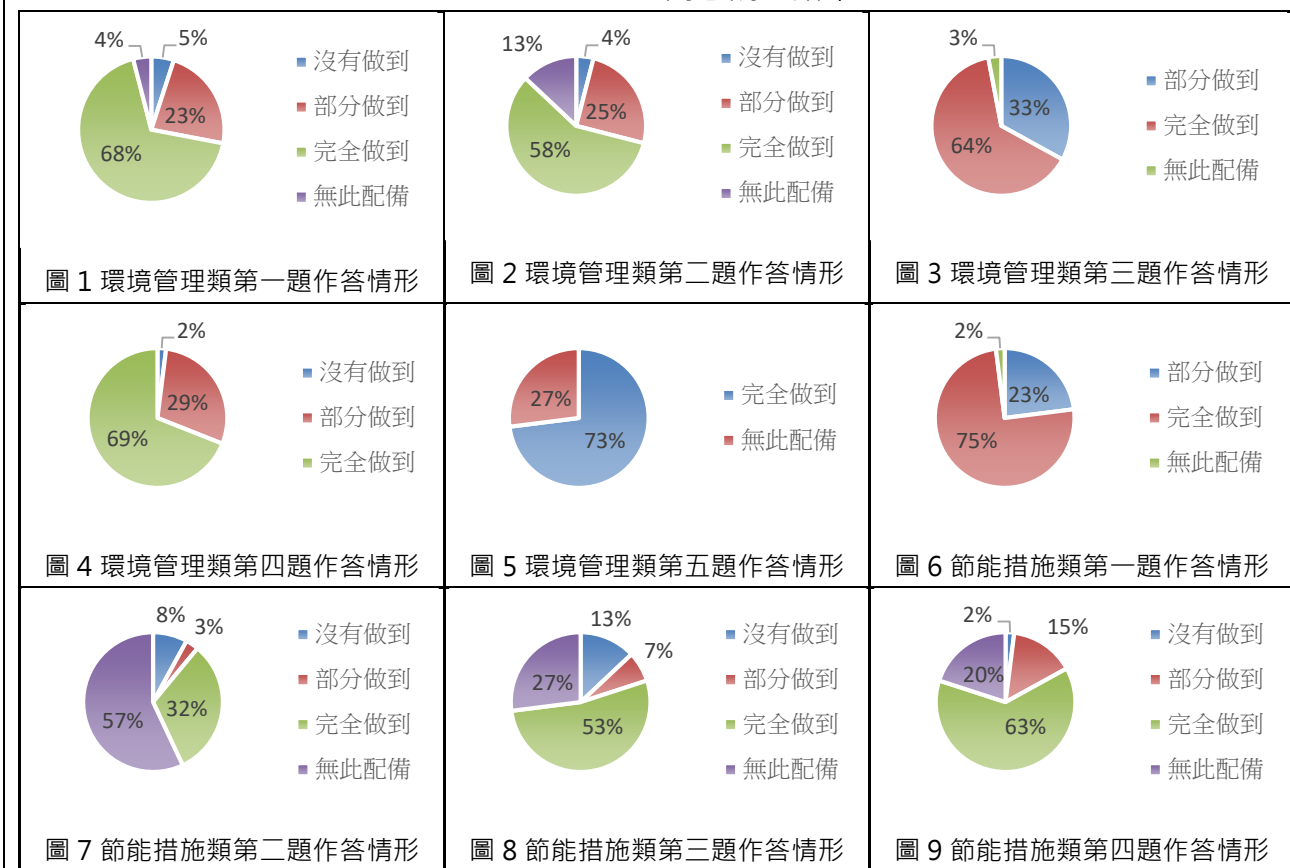 4%
5%
23%
68%
沒有做到
部分做到
完全做到
無此配備
圖 1 環境管理類第一題作答情形
13%
4%
25%
58%
沒有做到
部分做到
完全做到
無此配備
圖 2 環境管理類第二題作答情形
3%
33%
64%
部分做到
完全做到
無此配備
圖 3 環境管理類第三題作答情形
2%
29%
69%
沒有做到
部分做到
完全做到
圖 4 環境管理類第四題作答情形
27%
73%
完全做到
無此配備
圖 5 環境管理類第五題作答情形
2%
23%
75%
部分做到
完全做到
無此配備
圖 6 節能措施類第一題作答情形
8%
3%
32%
57%
沒有做到
部分做到
完全做到
無此配備
圖 7 節能措施類第二題作答情形
13%
7%
27%
53%
沒有做到
部分做到
完全做到
無此配備
圖 8 節能措施類第三題作答情形
2%
15%
20%
63%
沒有做到
部分做到
完全做到
無此配備
圖 9 節能措施類第四題作答情形